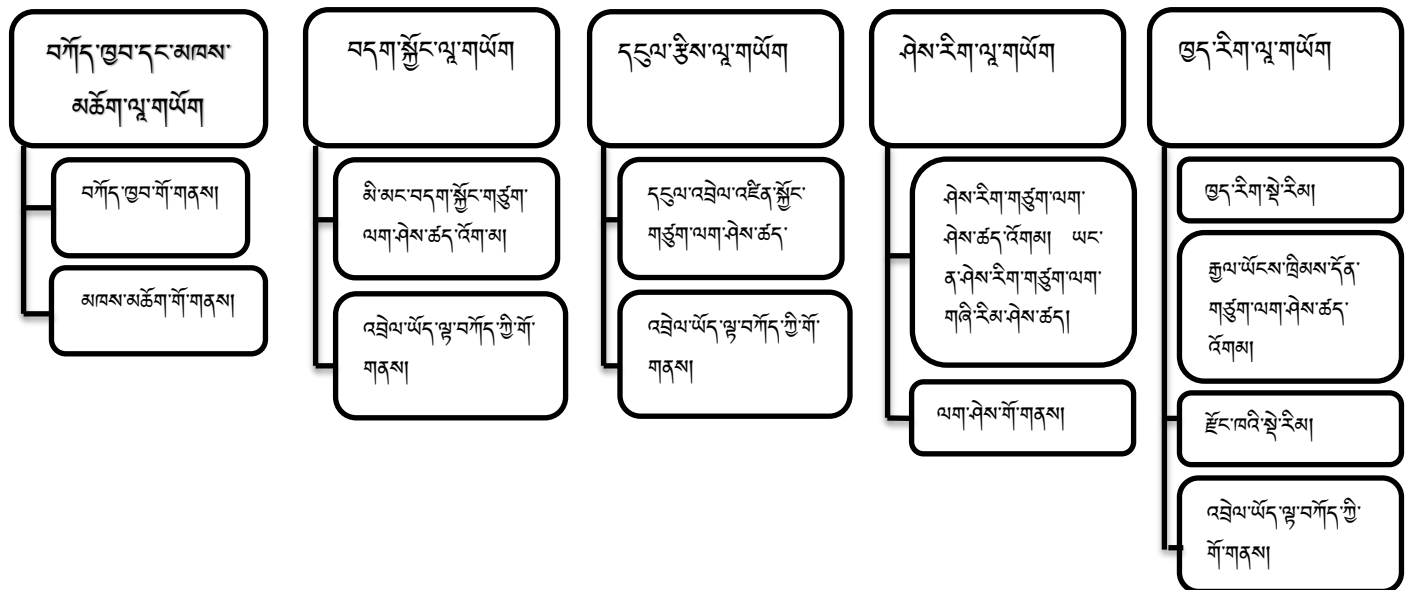 བཀོད་ཁྱབ་དང་མཁས་
མཆོག་ལཱ་གཡོག
བཀོད་ཁྱབ་གོ་གནས།
མཁས་མཆོག་གོ་གནས།
བདག་སྐྱོང་ལཱ་གཡོག
མི་མང་བདག་སྐྱོང་གཙུག་
ལག་ཤེས་ཚད་འོག་མ།
འབྲེལ་ཡོད་ལྟ་བཀོད་ཀྱི་གོ་
གནས།
དངུལ་རྩིས་ལཱ་གཡོག
དངུལ་འབྲེལ་འཛིན་སྐྱོང་
གཙུག་ལག་ཤེས་ཚད་
འབྲེལ་ཡོད་ལྟ་བཀོད་ཀྱི་གོ་
གནས།
ཤེས་རིག་ལཱ་གཡོག
ཤེས་རིག་གཙུག་ལག་
ཤེས་ཚད་འོགམ། ཡང་
ན་ཤེས་རིག་གཙུག་ལག་
གཞི་རིམ་ཤེས་ཚད།
ལག་ཤེས་གོ་གནས།
ཁྱད་རིག་ལཱ་གཡོག
ཁྱད་རིག་སྡེ་རིམ།
རྒྱལ་ཡོངས་ཁྲིམས་དོན་
གཙུག་ལག་ཤེས་ཚད་
འོགམ།
རྫོང་ཁའི་སྡེ་རིམ།
འབྲེལ་ཡོད་ལྟ་བཀོད་ཀྱི་
གོ་གནས།